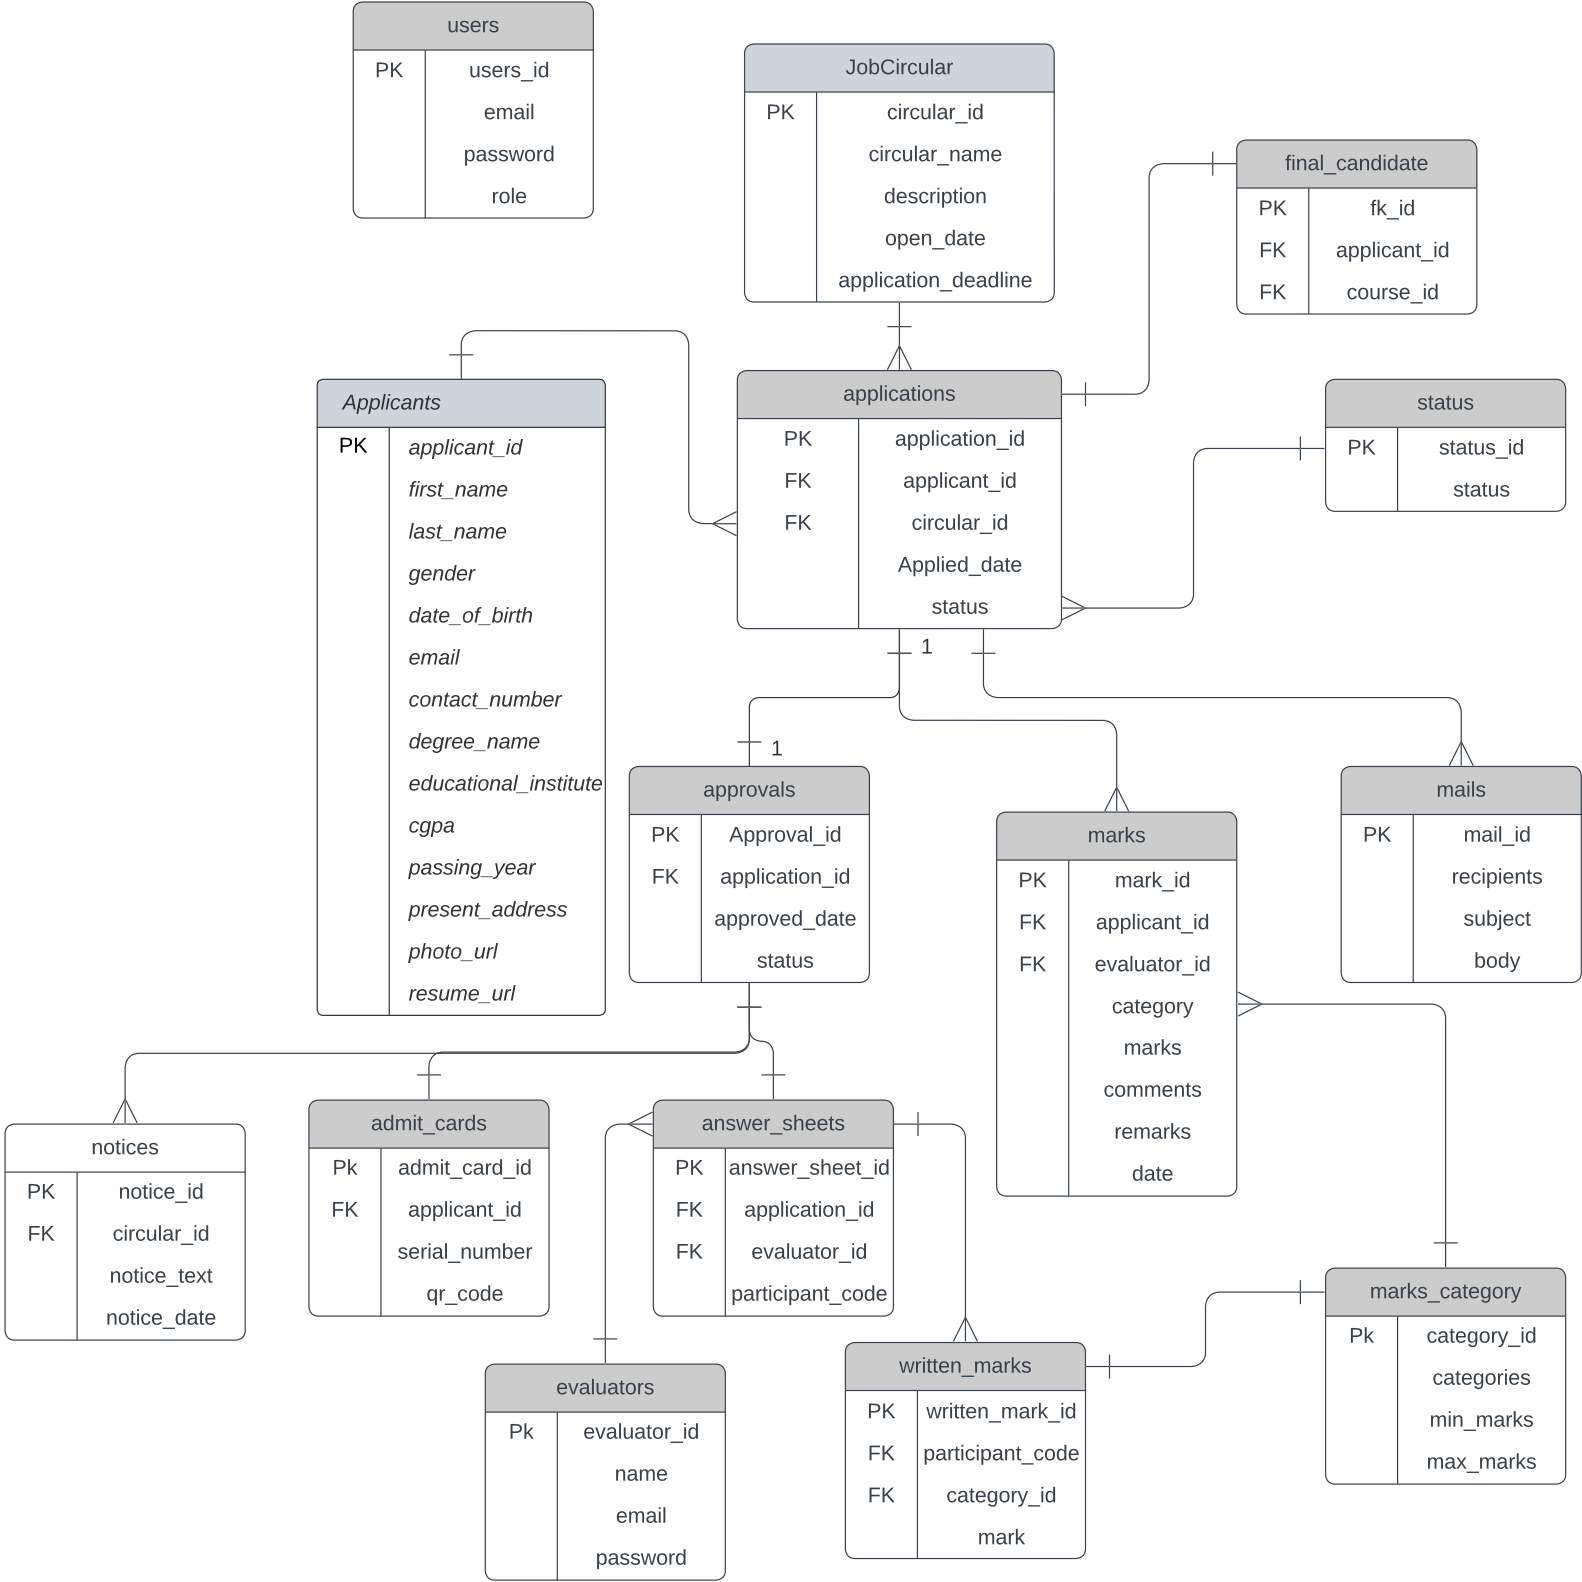 users
PK users_id
email
password
role
JobCircular
PK circular_id
circular_name
description
open_date
application_deadline
final_candidate
PK fk_id
FK applicant_id
FK course_id
Applicants
PK applicant_id
first_name
last_name
gender
date_of_birth
email
contact_number
degree_name
educational_institute
cgpa
passing_year
present_address
photo_url
resume_url
applications
PK application_id
FK applicant_id
FK circular_id
Applied_date
status
status
PK status_id
status
1
1
approvals
PK Approval_id
FK application_id
approved_date
status
marks
PK mark_id
FK applicant_id
FK evaluator_id
category
marks
comments
remarks
date
mails
PK mail_id
recipients
subject
body
notices
PK notice_id
FK circular_id
notice_text
notice_date
admit_cards
Pk admit_card_id
FK applicant_id
serial_number
qr_code
answer_sheets
PK answer_sheet_id
FK application_id
FK evaluator_id
participant_code
evaluators
Pk evaluator_id
name
email
password
written_marks
PK written_mark_id
FK participant_code
FK category_id
mark
marks_category
Pk category_id
categories
min_marks
max_marks